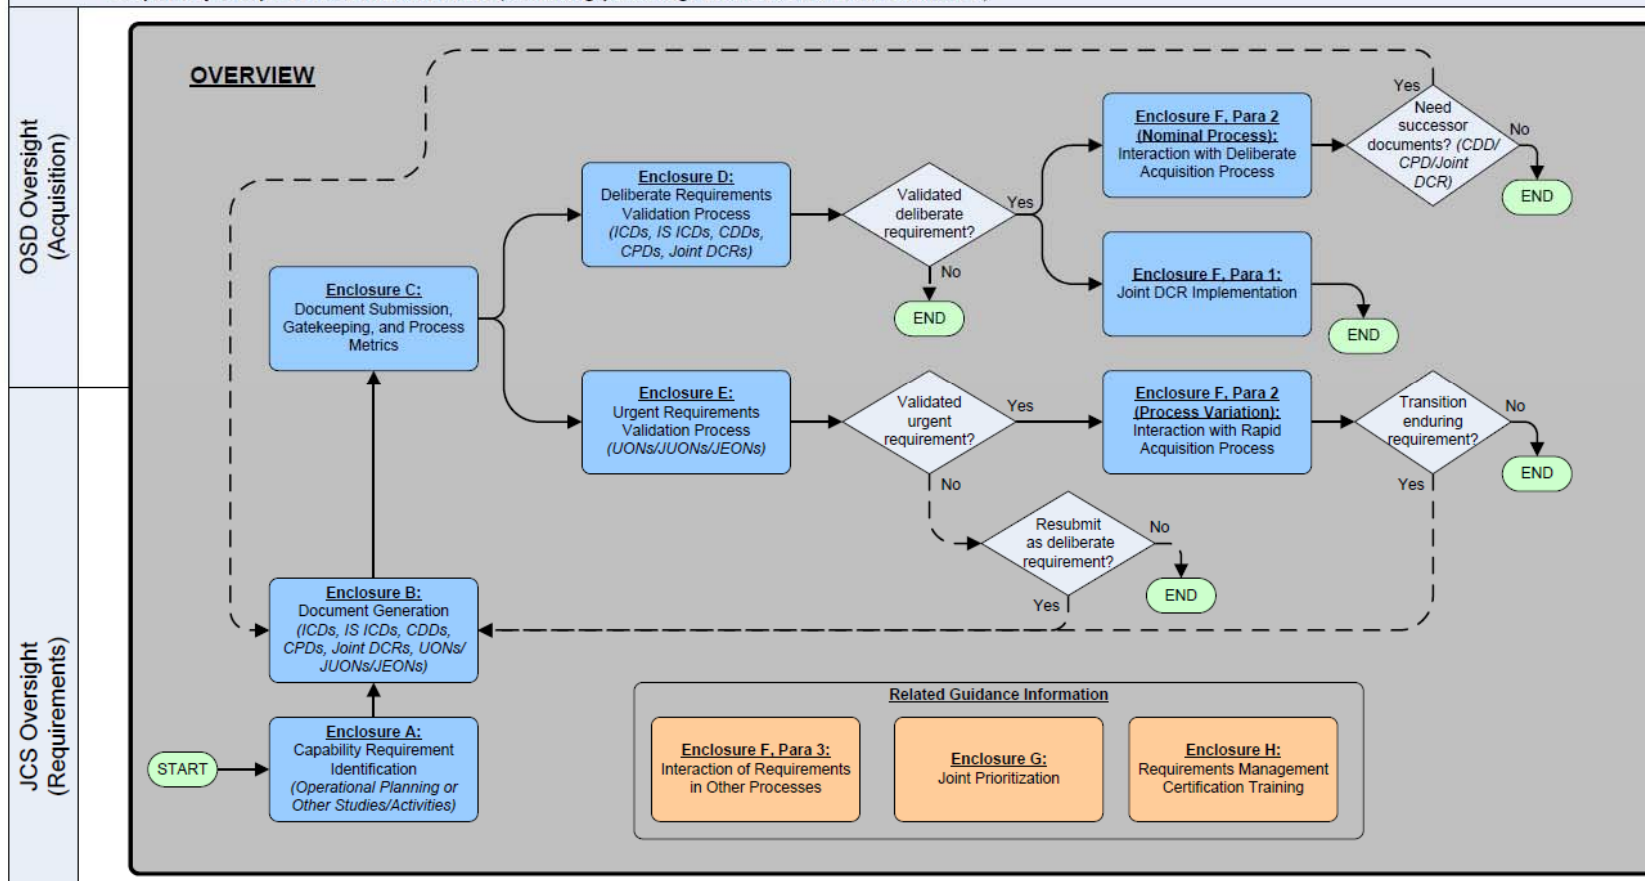 OVERVIEW
OSD Oversight
(Acquisition)
JCS Oversight
(Requirements)
START
Enclosure A:
Capability Requirement
Identification
(Operational Planning or
Other Studies/Activities)
Enclosure B:
Document Generation
(ICDs, IS ICDs, CDDs,
CPDs, Joint DCRs, UONs/
JUONs/JEONs)
Enclosure C:
Document Submission,
Gatekeeping, and Process
Metrics
Enclosure D:
Deliberate Requirements
Validation Process
(ICDs, IS ICDs, CDDs,
CPDs, Joint DCRs)
Validated
deliberate
requirement?
Yes
No
END
Enclosure F, Para 2
(Nominal Process):
Interaction with Deliberate
Acquisition Process
Yes
Need
successor
documents? (CDD/
CPD/Joint
DCR)
No
END
Enclosure F, Para 1:
Joint DCR Implementation
END
Enclosure E:
Urgent Requirements
Validation Process
(UONs/JUONs/JEONs)
Validated
urgent
requirement?
Yes
No
Enclosure F, Para 2
(Process Variation):
Interaction with Rapid
Acquisition Process
Transition
enduring
requirement?
No
END
Yes
Resubmit
as deliberate
requirement?
No
END
Yes
Related Guidance Information
Enclosure F, Para 3:
Interaction of Requirements
in Other Processes
Enclosure G:
Joint Prioritization
Enclosure H:
Requirements Management
Certification Training